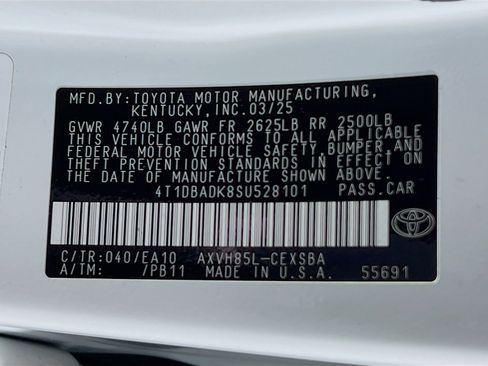 MFD.BY:TOYOTA MOTOR MANUFACTURING,
KENTUCKY, INC.03/25
GVWR 4740LB GAWR FR 2625LB RR 2500LB
THIS VEHICLE CONFORMS TO ALL APPLICABLE
FEDERAL MOTOR VEHICLE SAFETY, BUMPER,
AND THEFT PREVENTION STANDARDS IN EFFECT ON
THE DATE OF MANUFACTURE SHOWN ABOVE.
4T1DBADK8SU528101 PASS.CAR
C/TR:040/EA10 AXVH85L-CEXSBA
A/TM: /PB11 MADE IN U.S.A. 55691
TOYOTA